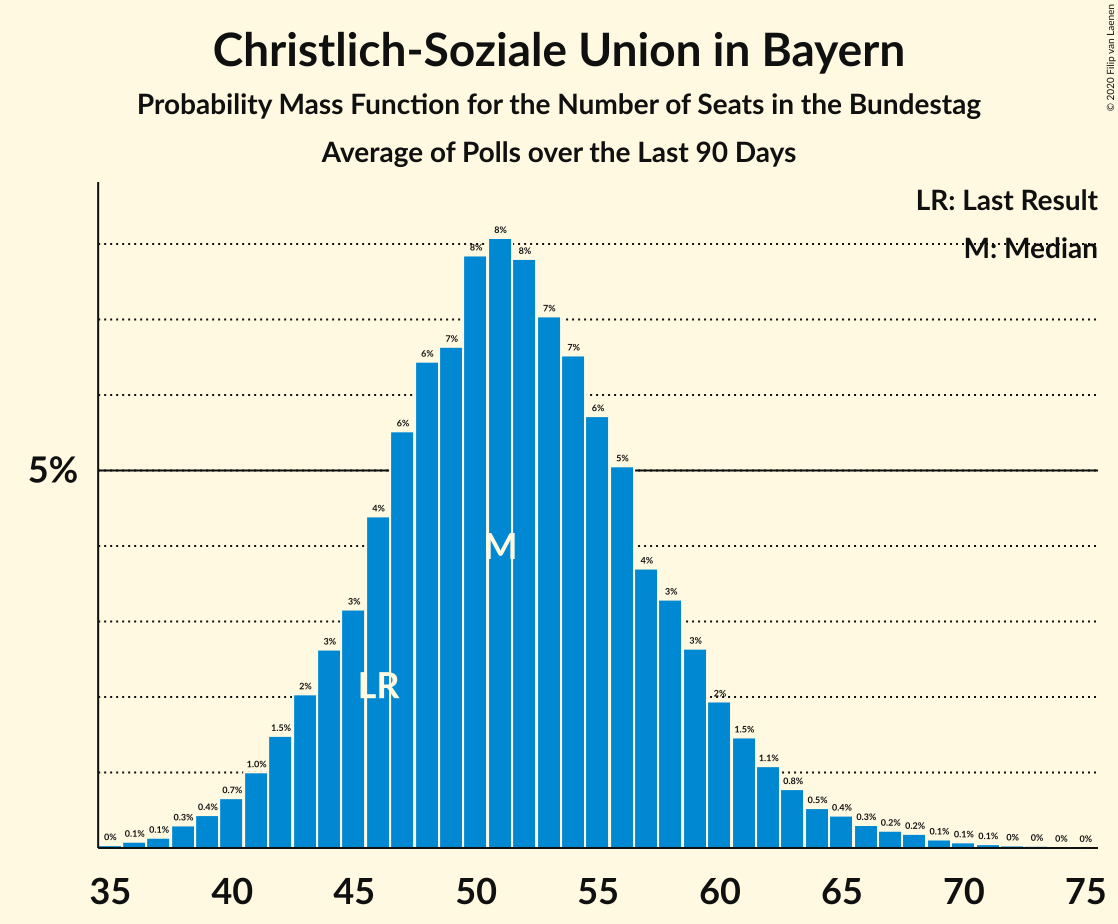 Christlich-Soziale Union in Bayern
Probability Mass Function for the Number of Seats in the Bundestag
Average of Polls over the Last 90 Days
© 2020 Filip van Laenen
LR: Last Result
M: Median
5%
0% 0.1% 0.1% 0.3% 0.4% 0.7% 1.0% 1.5% 2% 3% 3% 4% 6% 6% 7% 8% 8% 8% 7% 7% 6% 5% 4% 3% 3% 2% 1.5% 1.1% 0.8% 0.5% 0.4% 0.3% 0.2% 0.2% 0.1% 0.1% 0.1% 0% 0% 0% 0%
M
LR
35 40 45 50 55 60 65 70 75